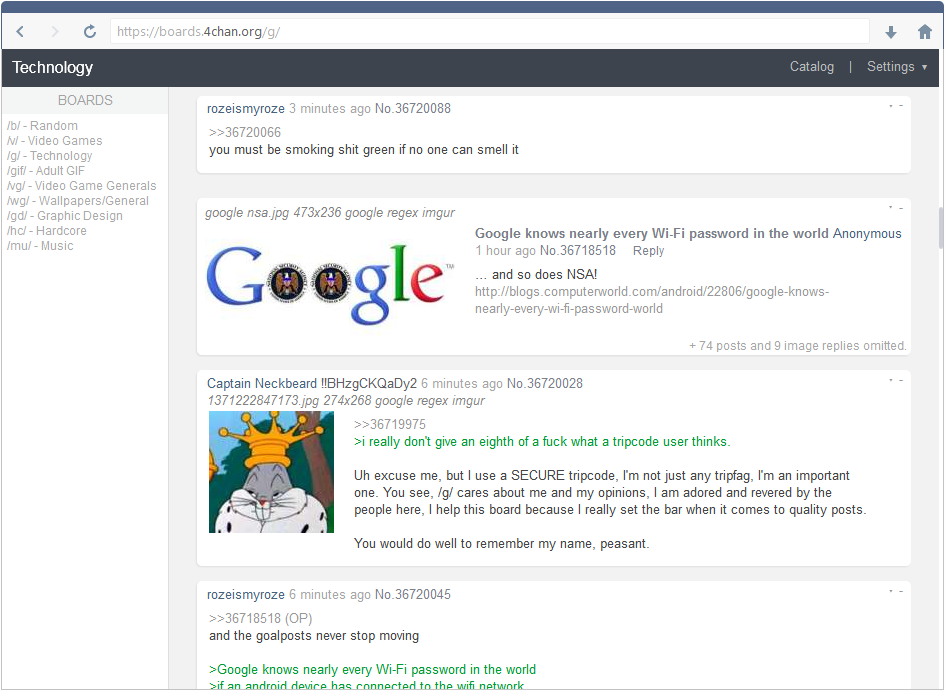 https://boards.4chan.org/g/
Technology
Catalog | Settings ▾
BOARDS
/b/ - Random
/v/ - Video Games
/g/ - Technology
/gif/ - Adult GIF
/vg/ - Video Game Generals
/wg/ - Wallpapers/General
/gd/ - Graphic Design
/hc/ - Hardcore
/mu/ - Music
rozeismyroze 3 minutes ago No.36720088
>>36720066
you must be smoking shit green if no one can smell it
google nsa.jpg 473x236 google regex imgur
Google™
Google knows nearly every Wi-Fi password in the world Anonymous
1 hour ago No.36718518 Reply
... and so does NSA!
http://blogs.computerworld.com/android/22806/google-knows-
nearly-every-wi-fi-password-world
+ 74 posts and 9 image replies omitted.
Captain Neckbeard !!BHzgCKQaDy2 6 minutes ago No.36720028
1371222847173.jpg 274x268 google regex imgur
>>36719975
>i really don't give an eighth of a fuck what a tripcode user thinks.
Uh excuse me, but I use a SECURE tripcode, I'm not just any tripfag, I'm an important
one. You see, /g/ cares about me and my opinions, I am adored and revered by the
people here, I help this board because I really set the bar when it comes to quality posts.
You would do well to remember my name, peasant.
rozeismyroze 6 minutes ago No.36720045
>>36718518 (OP)
and the goalposts never stop moving
>Google knows nearly every Wi-Fi password in the world
>if an android device has connected to the wifi network